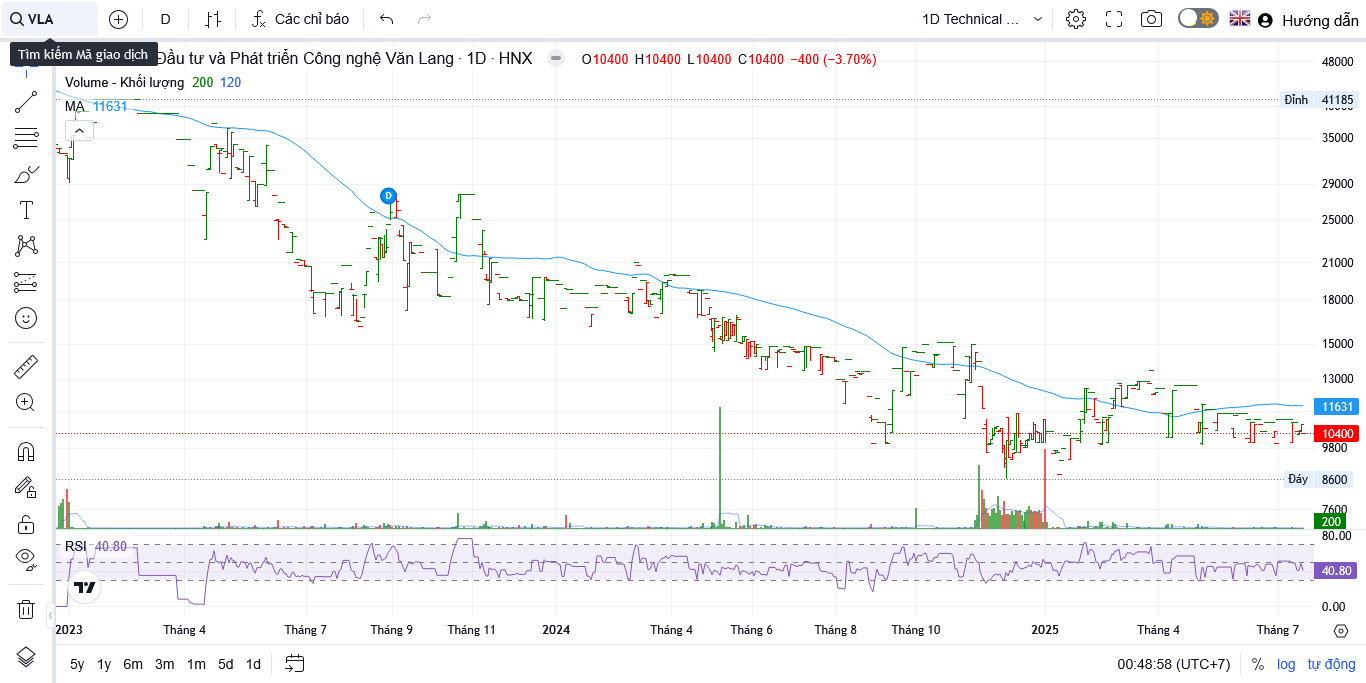 VLA
D
Các chỉ báo
1D Technical ...
Hướng dẫn
Tìm kiếm Mã giao dịch
Đầu tư và Phát triển Công nghệ Văn Lang · 1D · HNX
O10400 H10400 L10400 C10400 −400 (−3.70%)
Volume - Khối lượng 200 120
MA 11631
D
48000
Đỉnh 41185
35000
29000
25000
21000
18000
15000
13000
11631
10400
9800
Đáy 8600
7600
200
RSI 40.80
80.00
40.80
0.00
2023 Tháng 4 Tháng 7 Tháng 9 Tháng 11 2024 Tháng 4 Tháng 6 Tháng 8 Tháng 10 2025 Tháng 4 Tháng 7
5y 1y 6m 3m 1m 5d 1d
00:48:58 (UTC+7) % log tự động